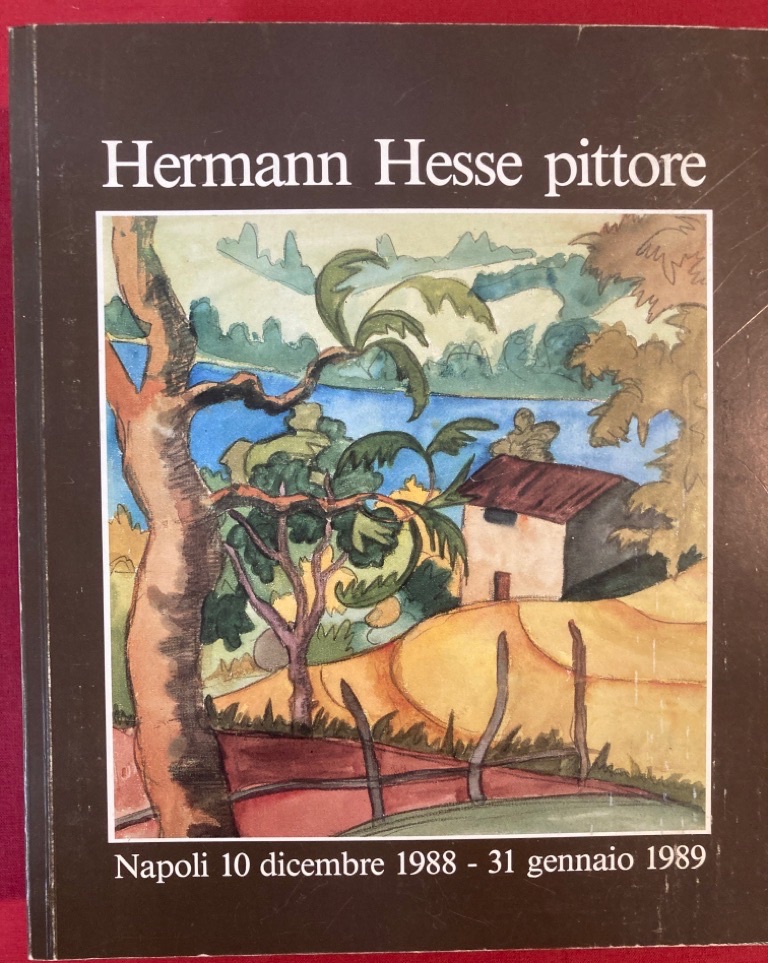 Hermann Hesse pittore
Napoli 10 dicembre 1988 - 31 gennaio 1989